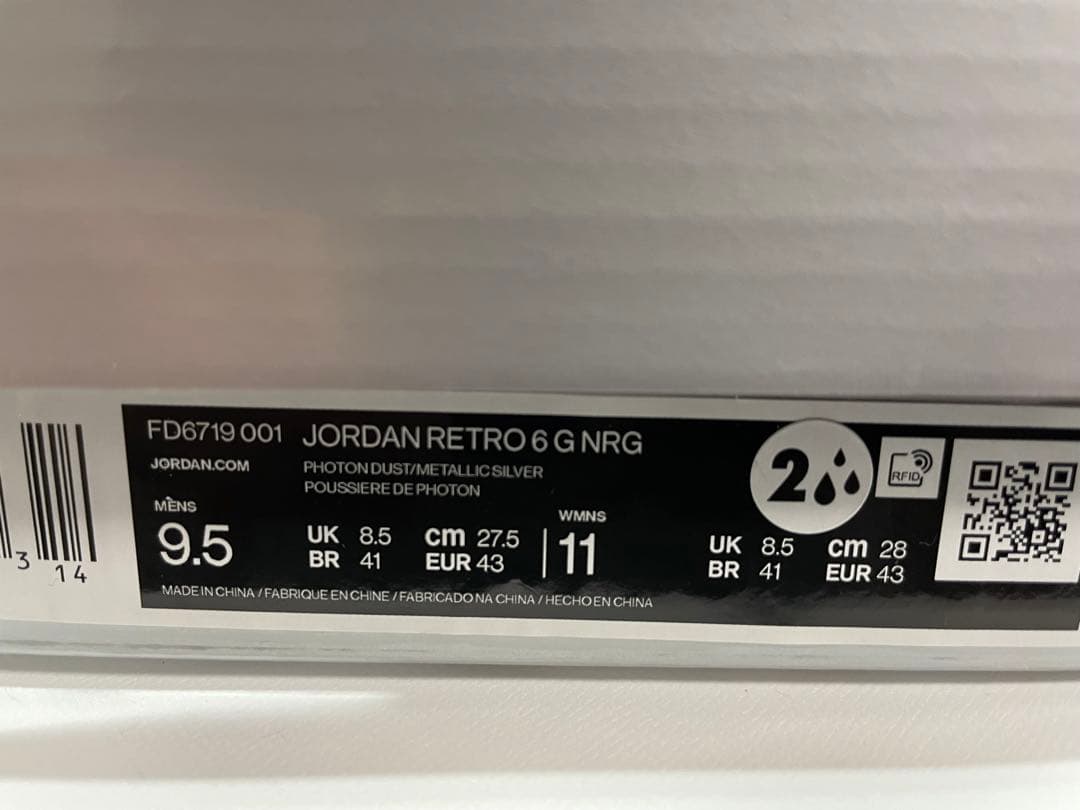 FD6719 001 JORDAN RETRO 6 G NRG
JORDAN.COM
PHOTON DUST/METALLIC SILVER
POUSSIERE DE PHOTON
MENS
9.5
UK 8.5 cm 27.5
BR 41 EUR 43
WMNS
11
UK 8.5 cm 28
BR 41 EUR 43
2
RFID
MADE IN CHINA / FABRIQUE EN CHINE / FABRICADO NA CHINA / HECHO EN CHINA
3 14